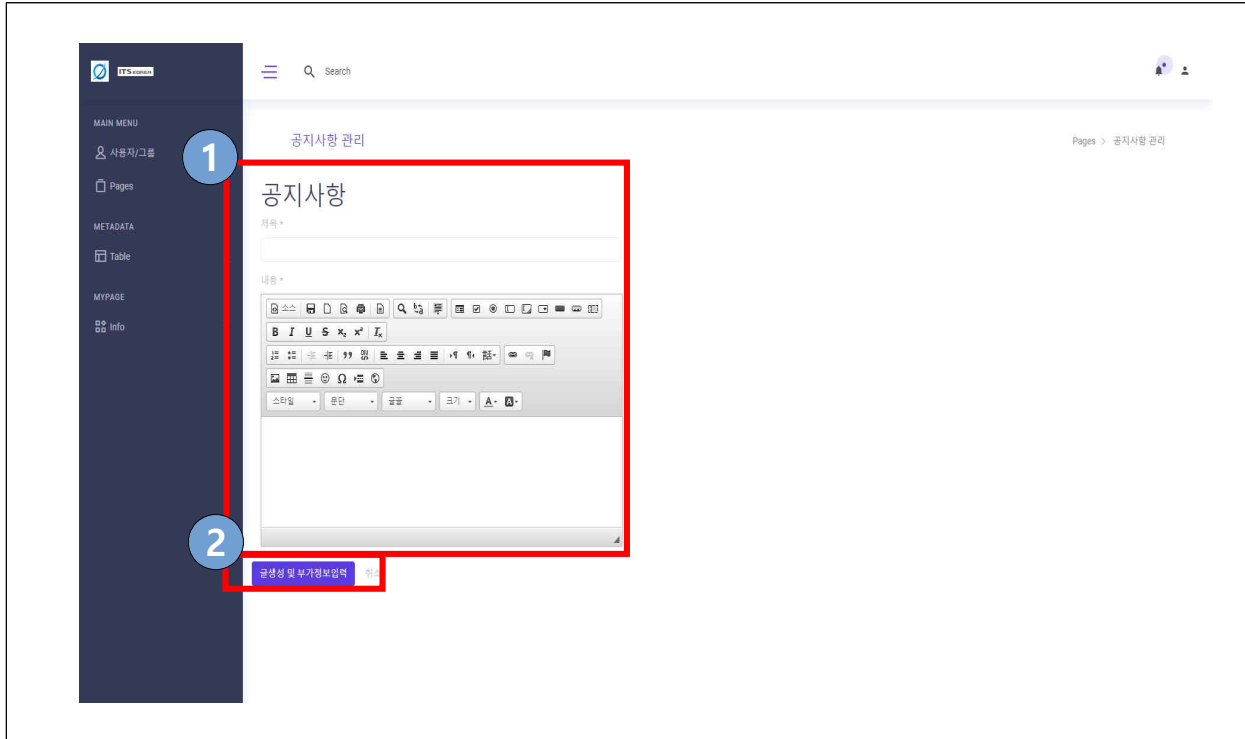 ITS KOREA
Search
MAIN MENU
사용자/그룹
Pages
METADATA
Table
MYPAGE
Info
공지사항 관리
Pages > 공지사항 관리
1
공지사항
제목 *
내용 *
소스
B I U S x₂ x² Iₓ
스타일 문단 글꼴 크기 A A
2
글생성 및 부가정보입력 취소